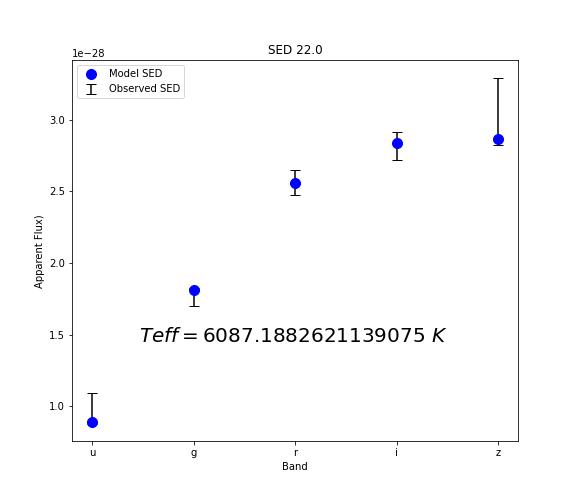 SED 22.0
1e−28
Model SED
Observed SED
3.0
2.5
2.0
1.5
1.0
Apparent Flux)
Teff = 6087.1882621139075 K
u g r i z
Band